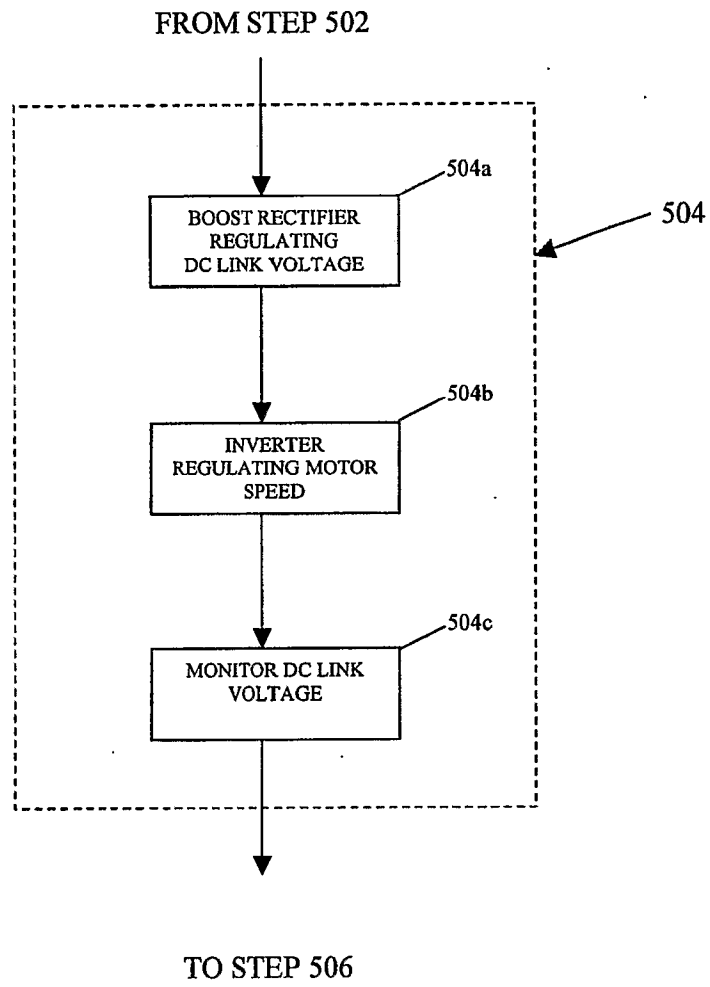 FROM STEP 502
504a
BOOST RECTIFIER
REGULATING
DC LINK VOLTAGE
504
504b
INVERTER
REGULATING MOTOR
SPEED
504c
MONITOR DC LINK
VOLTAGE
TO STEP 506